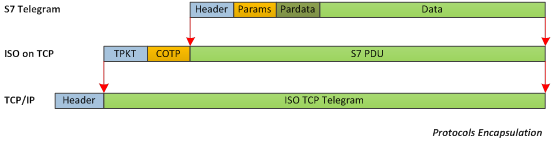 S7 Telegram Header Params Pardata Data
ISO on TCP TPKT COTP S7 PDU
TCP/IP Header ISO TCP Telegram
Protocols Encapsulation